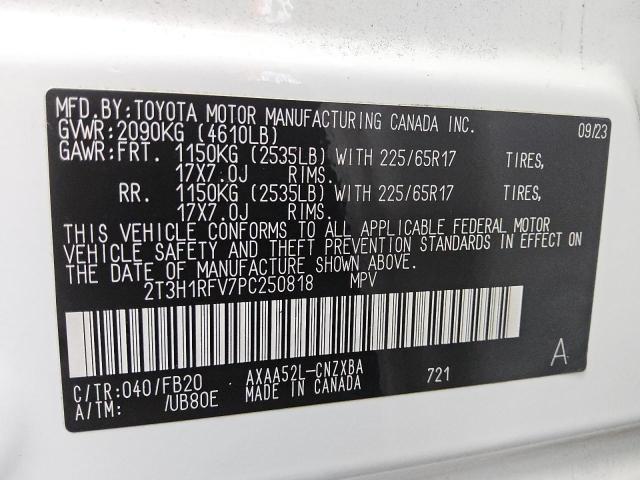 MFD.BY:TOYOTA MOTOR MANUFACTURING CANADA INC. 09/23
GVWR:2090KG (4610LB)
GAWR:FRT. 1150KG (2535LB) WITH 225/65R17 TIRES,
17X7.0J RIMS.
RR. 1150KG (2535LB) WITH 225/65R17 TIRES,
17X7.0J RIMS.
THIS VEHICLE CONFORMS TO ALL APPLICABLE FEDERAL MOTOR
VEHICLE SAFETY AND THEFT PREVENTION STANDARDS IN EFFECT ON
THE DATE OF MANUFACTURE SHOWN ABOVE.
2T3H1RFV7PC250818 MPV
A
C/TR:040/FB20 AXAA52L-CNZXBA 721
A/TM: /UB80E MADE IN CANADA